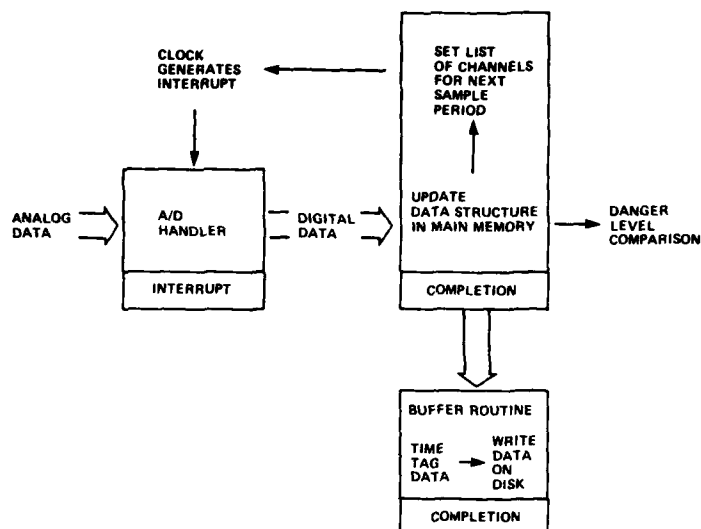 CLOCK
GENERATES
INTERRUPT
SET LIST
OF CHANNELS
FOR NEXT
SAMPLE
PERIOD
ANALOG
DATA
A/D
HANDLER
INTERRUPT
DIGITAL
DATA
UPDATE
DATA STRUCTURE
IN MAIN MEMORY
COMPLETION
DANGER
LEVEL
COMPARISON
BUFFER ROUTINE
TIME
TAG
DATA
WRITE
DATA
ON
DISK
COMPLETION